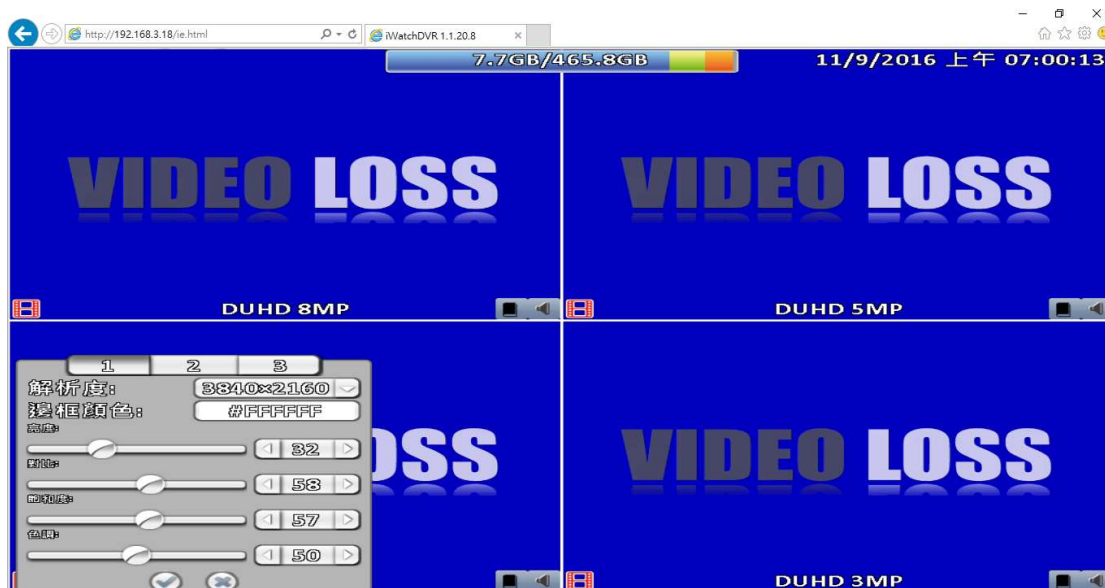 http://192.168.3.18/ie.html
iWatchDVR 1.1.20.8
7.7GB/465.8GB
11/9/2016 上午 07:00:13
VIDEO LOSS
VIDEO LOSS
DUHD 8MP
DUHD 5MP
1 2 3
解析度: 3840x2160
邊框顏色: #FFFFFF
亮度:
32
對比:
58
飽和度:
57
色調:
50
OSS
VIDEO LOSS
DUHD 3MP